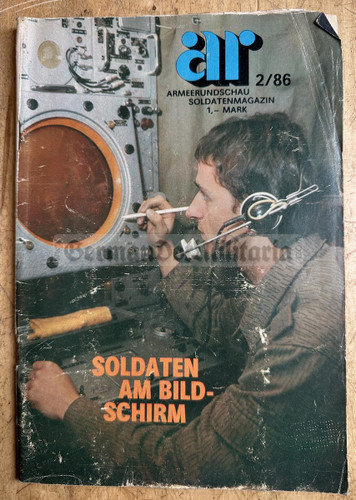 ar
2/86
ARMEERUNDSCHAU
SOLDATENMAGAZIN
1,- MARK
SOLDATEN
AM BILD-
SCHIRM